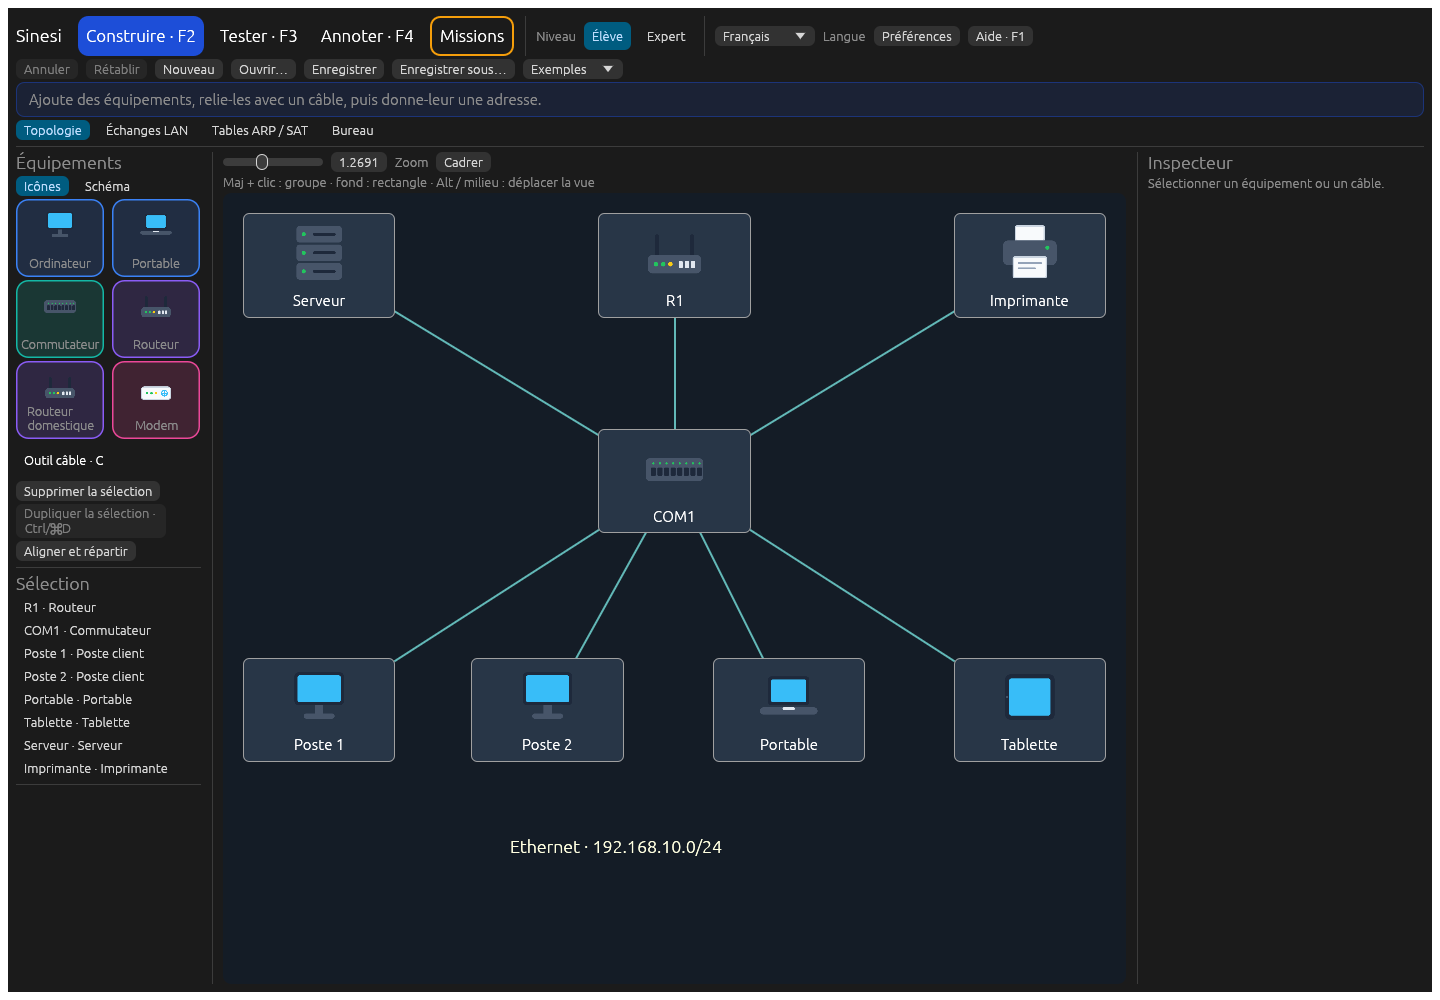 Sinesi Construire · F2 Tester · F3 Annoter · F4 Missions Niveau Élève Expert Français Langue Préférences Aide · F1
Annuler Rétablir Nouveau Ouvrir... Enregistrer Enregistrer sous... Exemples
Ajoute des équipements, relie-les avec un câble, puis donne-leur une adresse.
Topologie Échanges LAN Tables ARP / SAT Bureau
Équipements
Icônes Schéma
Ordinateur Portable
Commutateur Routeur
Routeur
domestique Modem
Outil câble · C
Supprimer la sélection
Dupliquer la sélection ·
Ctrl/⌘D
Aligner et répartir
Sélection
R1 · Routeur
COM1 · Commutateur
Poste 1 · Poste client
Poste 2 · Poste client
Portable · Portable
Tablette · Tablette
Serveur · Serveur
Imprimante · Imprimante
1.2691 Zoom Cadrer
Maj + clic : groupe · fond : rectangle · Alt / milieu : déplacer la vue
Serveur R1 Imprimante
COM1
Poste 1 Poste 2 Portable Tablette
Ethernet · 192.168.10.0/24
Inspecteur
Sélectionner un équipement ou un câble.